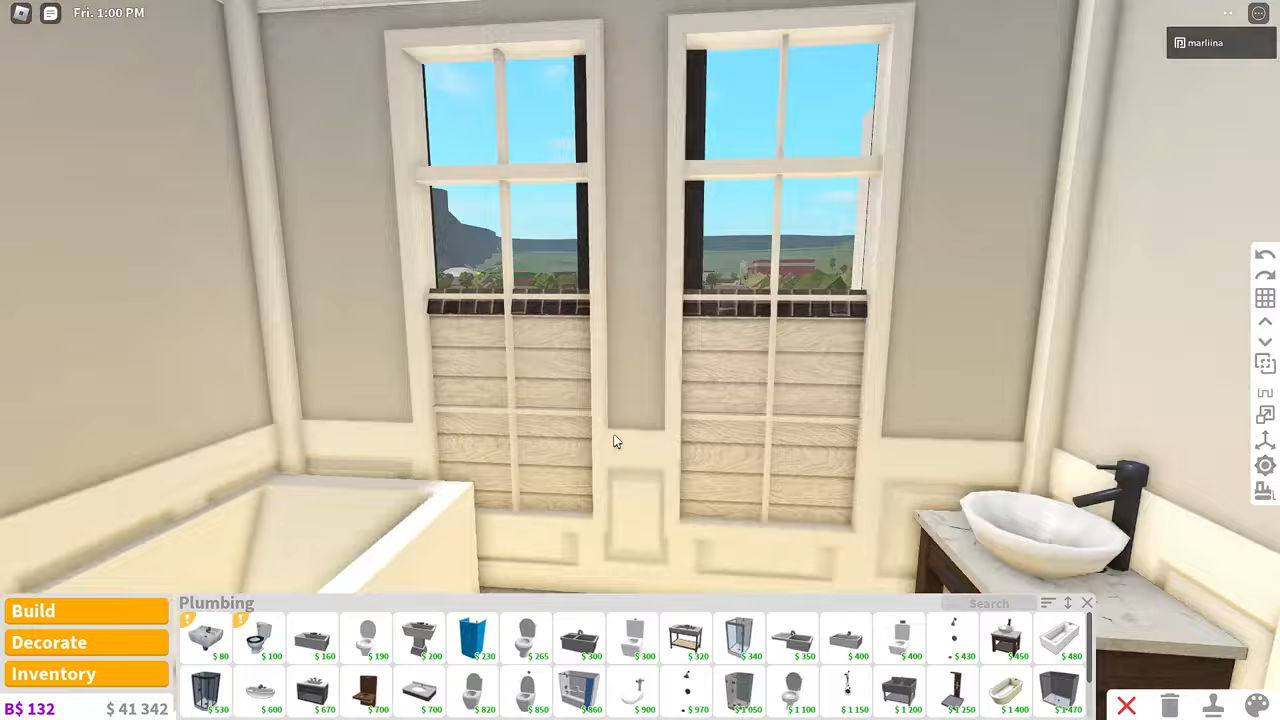 Fri. 1:00 PM
marliina
Plumbing
Search
Build
Decorate
Inventory
B$ 132
$ 41 342
$ 80
$ 100
$ 160
$ 190
$ 200
$ 230
$ 265
$ 300
$ 300
$ 320
$ 340
$ 350
$ 400
$ 400
$ 430
$ 450
$ 480
$ 530
$ 600
$ 670
$ 700
$ 700
$ 820
$ 850
$ 860
$ 900
$ 970
$ 1 050
$ 1 100
$ 1 150
$ 1 200
$ 1 250
$ 1 400
$ 1 470